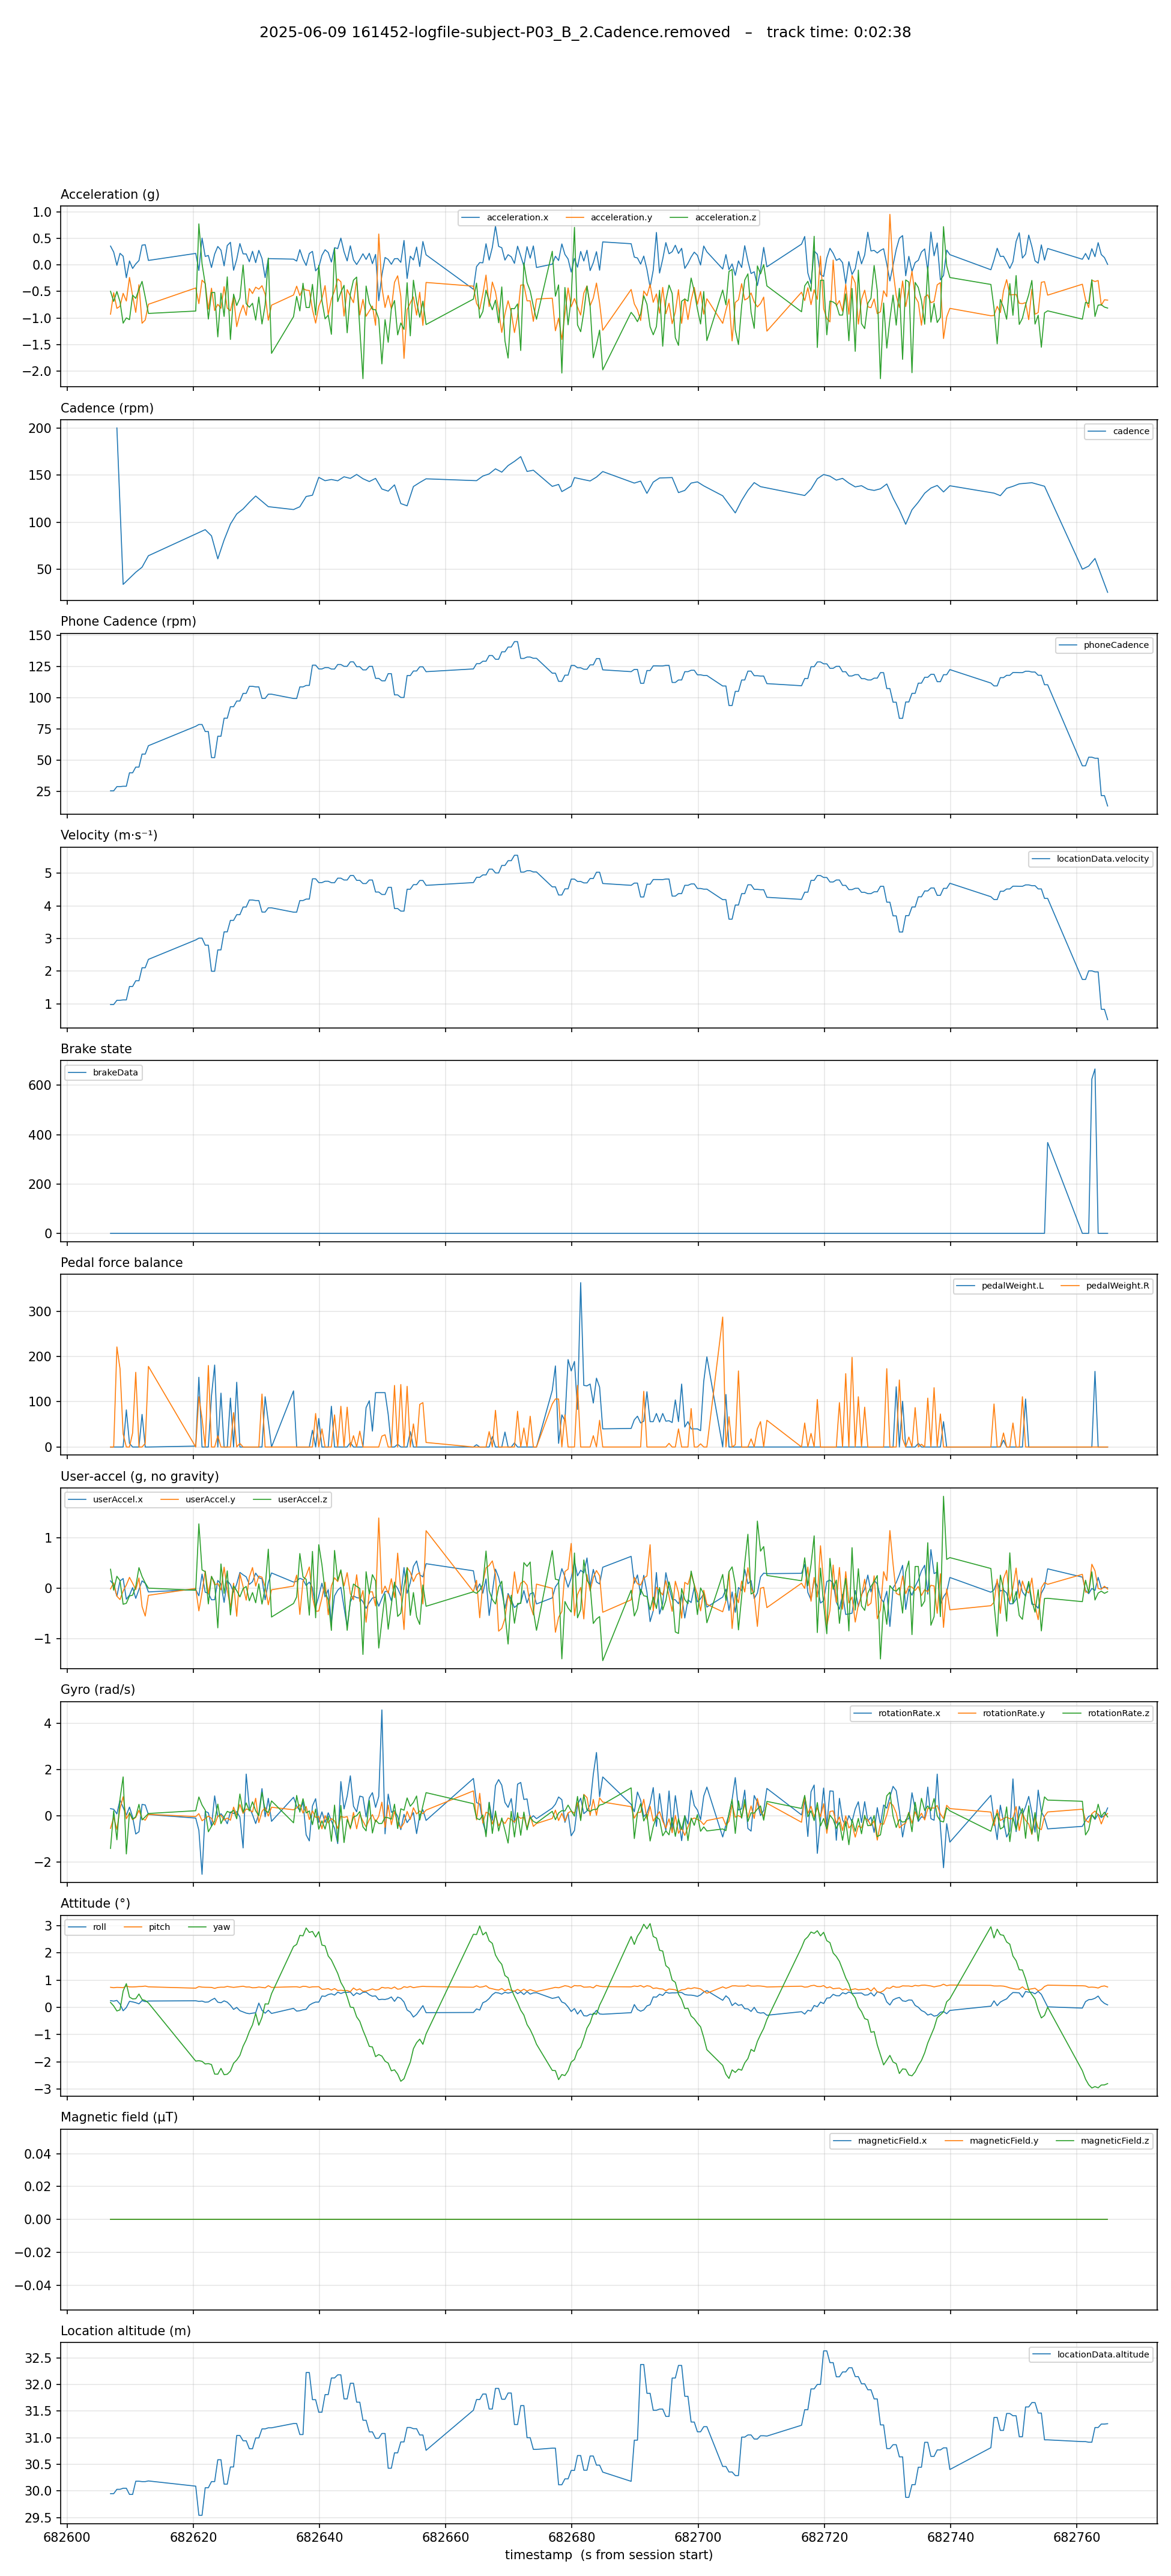 2025-06-09 161452-logfile-subject-P03_B_2.Cadence.removed – track time: 0:02:38
Acceleration (g)
acceleration.x acceleration.y acceleration.z
1.0
0.5
0.0
−0.5
−1.0
−1.5
−2.0
Cadence (rpm)
cadence
200
150
100
50
Phone Cadence (rpm)
phoneCadence
150
125
100
75
50
25
Velocity (m·s⁻¹)
locationData.velocity
5
4
3
2
1
Brake state
brakeData
600
400
200
0
Pedal force balance
pedalWeight.L pedalWeight.R
300
200
100
0
User-accel (g, no gravity)
userAccel.x userAccel.y userAccel.z
1
0
−1
Gyro (rad/s)
rotationRate.x rotationRate.y rotationRate.z
4
2
0
−2
Attitude (°)
roll pitch yaw
3
2
1
0
−1
−2
−3
Magnetic field (µT)
magneticField.x magneticField.y magneticField.z
0.04
0.02
0.00
−0.02
−0.04
Location altitude (m)
locationData.altitude
32.5
32.0
31.5
31.0
30.5
30.0
29.5
682600 682620 682640 682660 682680 682700 682720 682740 682760
timestamp (s from session start)